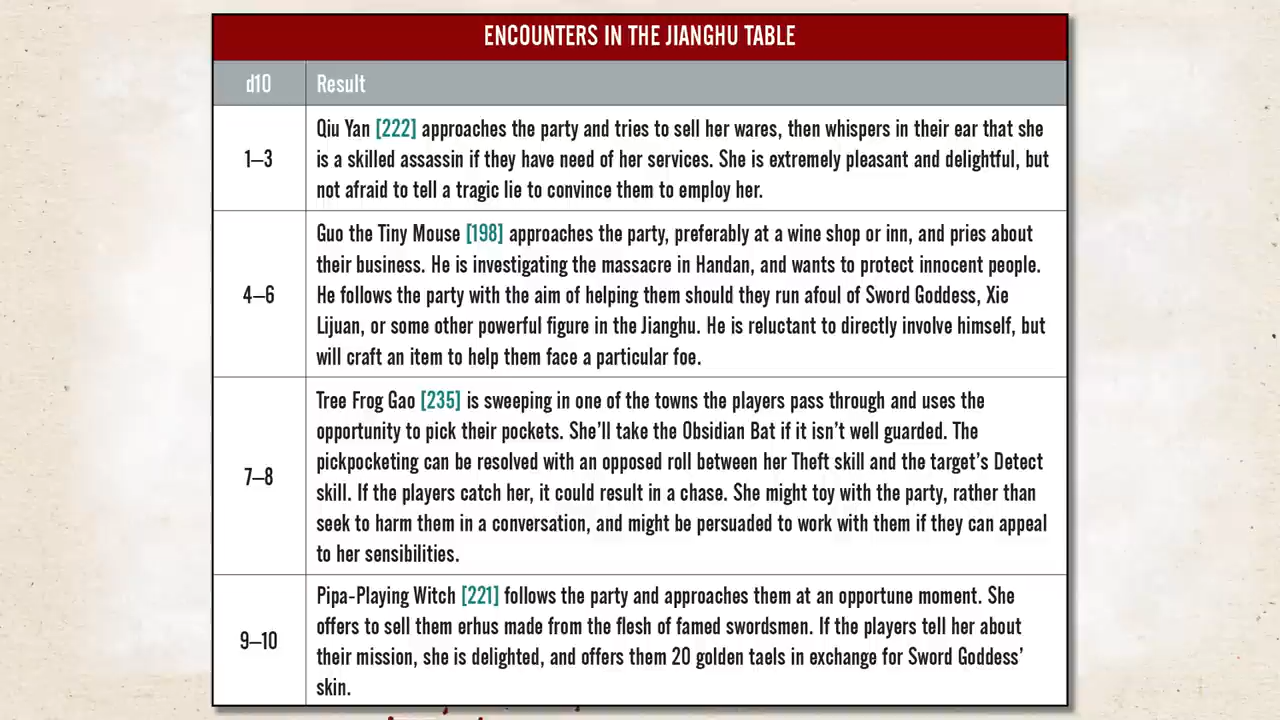 ENCOUNTERS IN THE JIANGHU TABLE
d10 Result
1–3
Qiu Yan [222] approaches the party and tries to sell her wares, then whispers in their ear that she
is a skilled assassin if they have need of her services. She is extremely pleasant and delightful, but
not afraid to tell a tragic lie to convince them to employ her.
4–6
Guo the Tiny Mouse [198] approaches the party, preferably at a wine shop or inn, and pries about
their business. He is investigating the massacre in Handan, and wants to protect innocent people.
He follows the party with the aim of helping them should they run afoul of Sword Goddess, Xie
Lijuan, or some other powerful figure in the Jianghu. He is reluctant to directly involve himself, but
will craft an item to help them face a particular foe.
7–8
Tree Frog Gao [235] is sweeping in one of the towns the players pass through and uses the
opportunity to pick their pockets. She’ll take the Obsidian Bat if it isn’t well guarded. The
pickpocketing can be resolved with an opposed roll between her Theft skill and the target’s Detect
skill. If the players catch her, it could result in a chase. She might toy with the party, rather than
seek to harm them in a conversation, and might be persuaded to work with them if they can appeal
to her sensibilities.
9–10
Pipa-Playing Witch [221] follows the party and approaches them at an opportune moment. She
offers to sell them erhus made from the flesh of famed swordsmen. If the players tell her about
their mission, she is delighted, and offers them 20 golden taels in exchange for Sword Goddess’
skin.